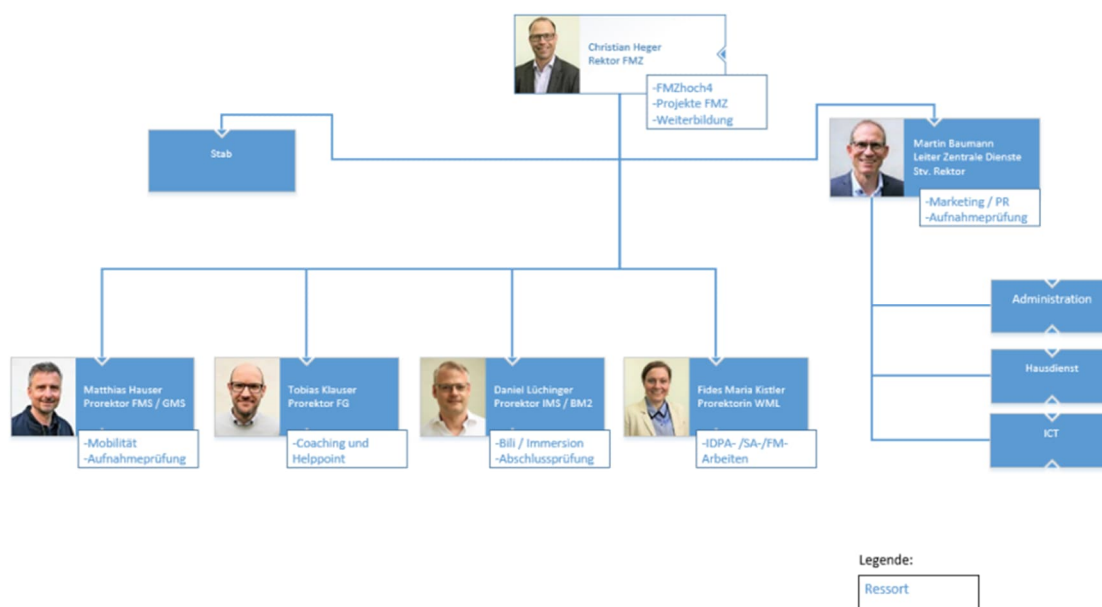 Christian Heger
Rektor FMZ
-FMZhoch4
-Projekte FMZ
-Weiterbildung
Stab
Martin Baumann
Leiter Zentrale Dienste
Stv. Rektor
-Marketing / PR
-Aufnahmeprüfung
Administration
Hausdienst
ICT
Matthias Hauser
Prorektor FMS / GMS
-Mobilität
-Aufnahmeprüfung
Tobias Klauser
Prorektor FG
-Coaching und
Helppoint
Daniel Lüchinger
Prorektor IMS / BM2
-Bili / Immersion
-Abschlussprüfung
Fides Maria Kistler
Prorektorin WML
-IDPA- /SA-/FM-
Arbeiten
Legende:
Ressort